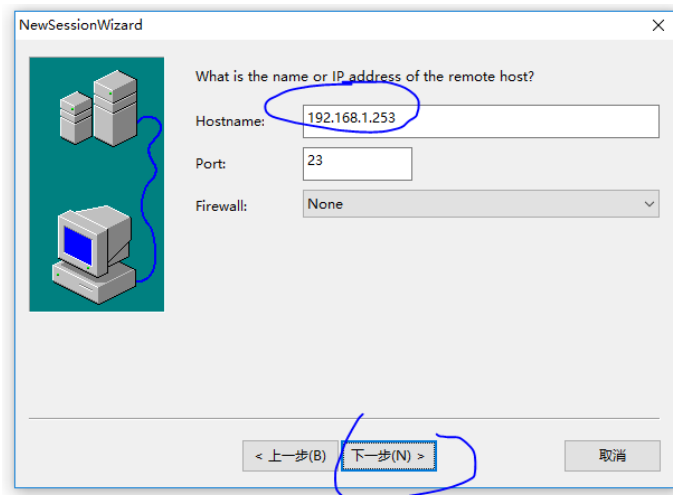 NewSessionWizard
What is the name or IP address of the remote host?
Hostname: 192.168.1.253
Port: 23
Firewall: None
< 上一步(B) 下一步(N) > 取消